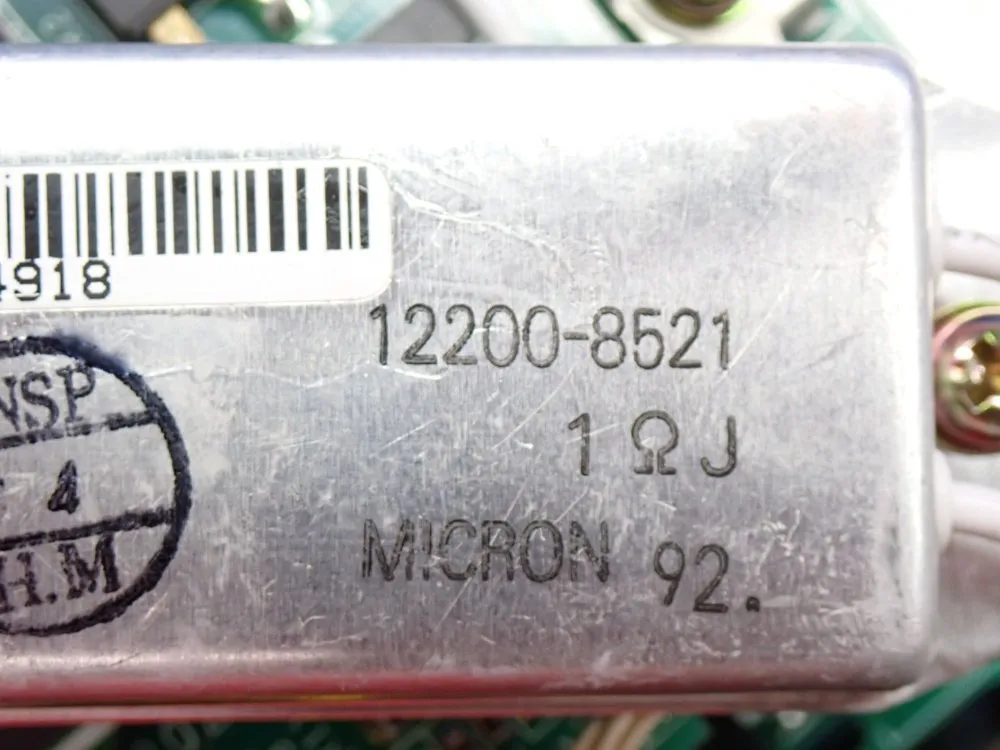 4918
12200-8521
1 Ω J
MICRON 92.
NSP
4
H.M